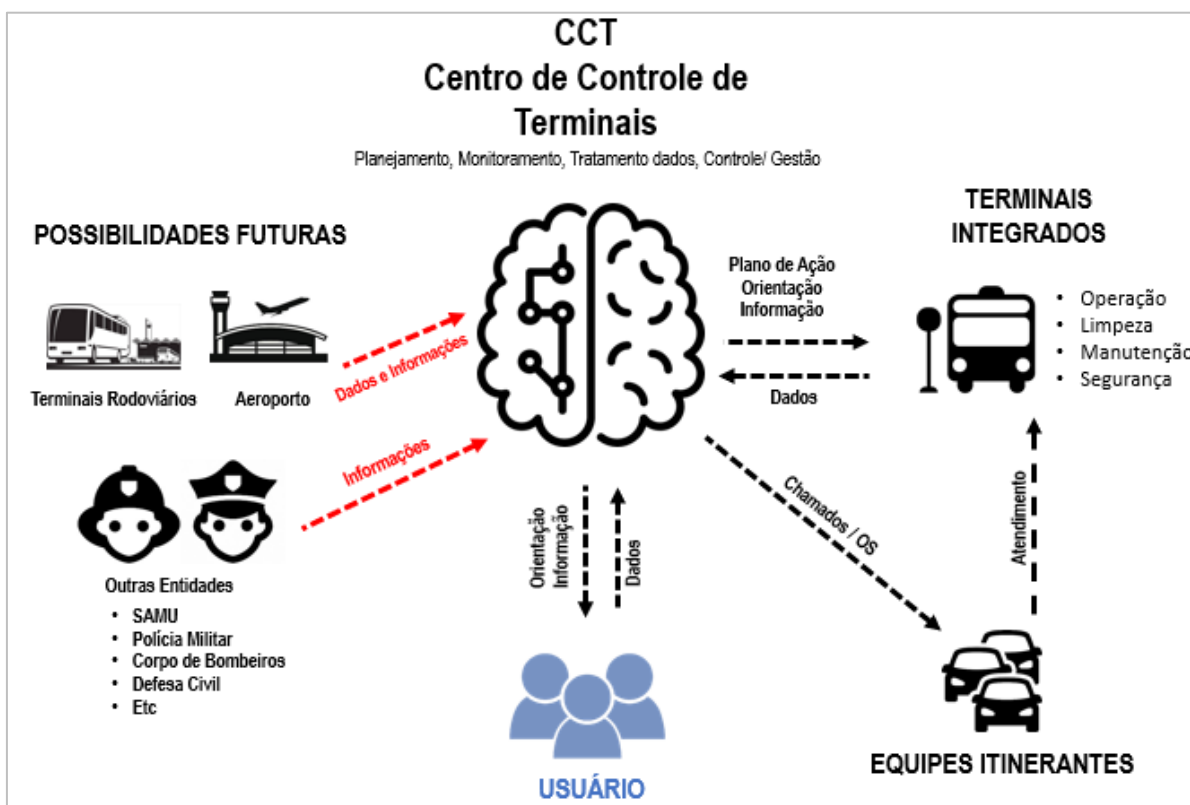 CCT
Centro de Controle de
Terminais
Planejamento, Monitoramento, Tratamento dados, Controle/ Gestão
POSSIBILIDADES FUTURAS
Terminais Rodoviários
Aeroporto
Dados e Informações
Informações
Outras Entidades
• SAMU
• Polícia Militar
• Corpo de Bombeiros
• Defesa Civil
• Etc
Plano de Ação
Orientação
Informação
Dados
TERMINAIS
INTEGRADOS
• Operação
• Limpeza
• Manutenção
• Segurança
Orientação
Informação
Dados
Chamados / OS
Atendimento
USUÁRIO
EQUIPES ITINERANTES